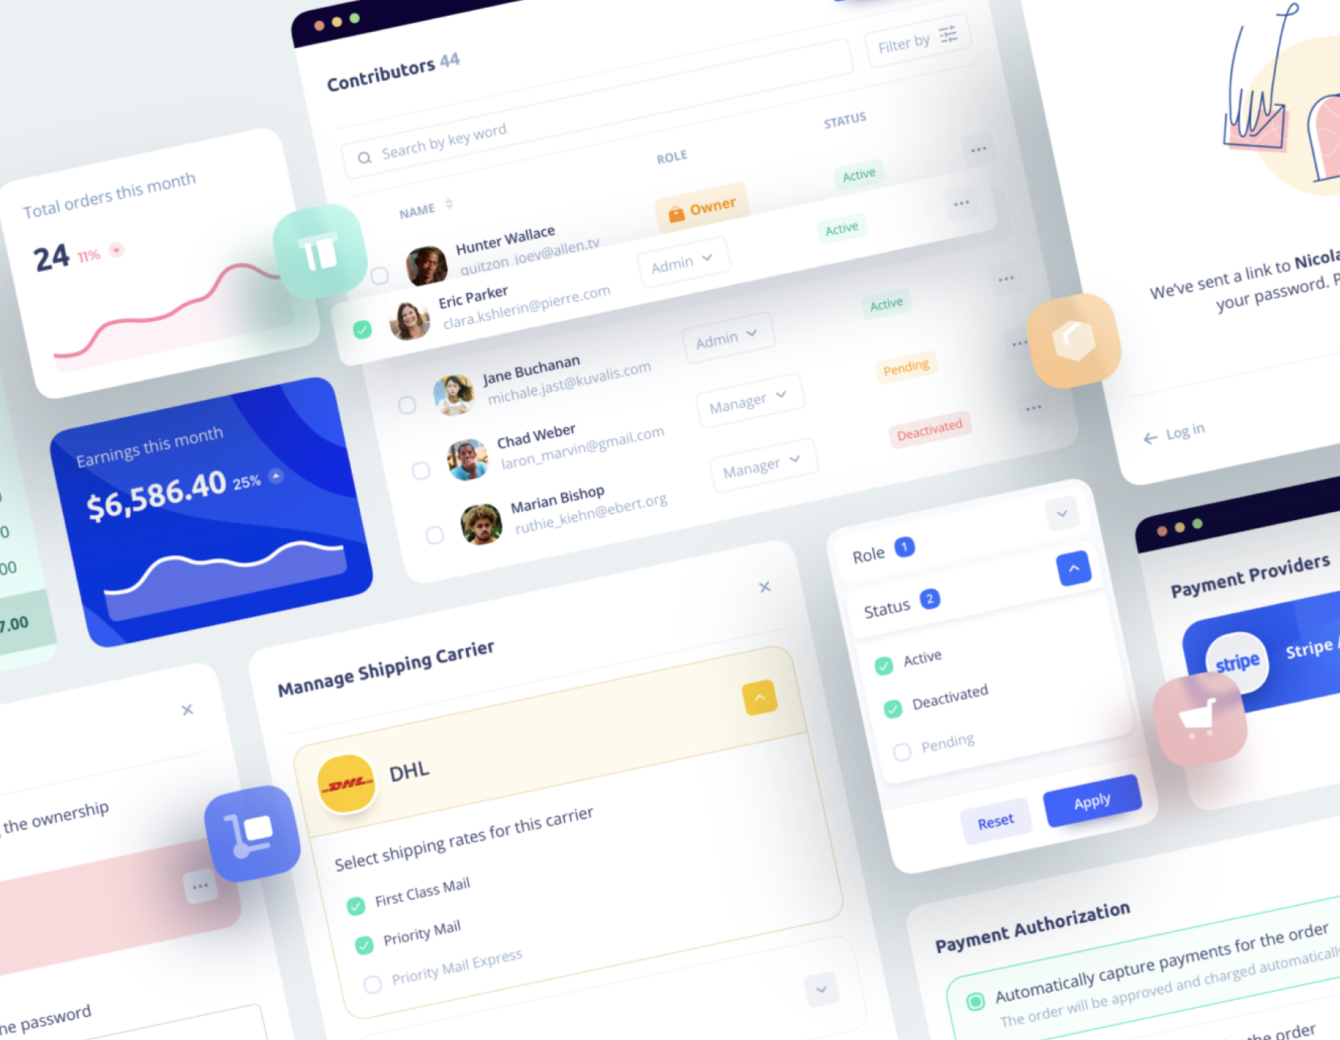 Contributors 44
Search by key word
Filter by
NAME
ROLE
STATUS
Hunter Wallace
quitzon_joey@allen.tv
Owner
Active
Eric Parker
clara.kshlerin@pierre.com
Admin
Active
Jane Buchanan
michale.jast@kuvalis.com
Admin
Active
Chad Weber
laron_marvin@gmail.com
Manager
Pending
Marian Bishop
ruthie_kiehn@ebert.org
Manager
Deactivated
Total orders this month
24 11%
Earnings this month
$6,586.40 25%
0
00
7.00
We've sent a link to Nicola
your password. P
Log in
Role 1
Status 2
Active
Deactivated
Pending
Reset
Apply
Payment Providers
stripe
Stripe
Mannage Shipping Carrier
DHL
DHL
Select shipping rates for this carrier
First Class Mail
Priority Mail
Priority Mail Express
the ownership
ne password
Payment Authorization
Automatically capture payments for the order
The order will be approved and charged automatically
the order